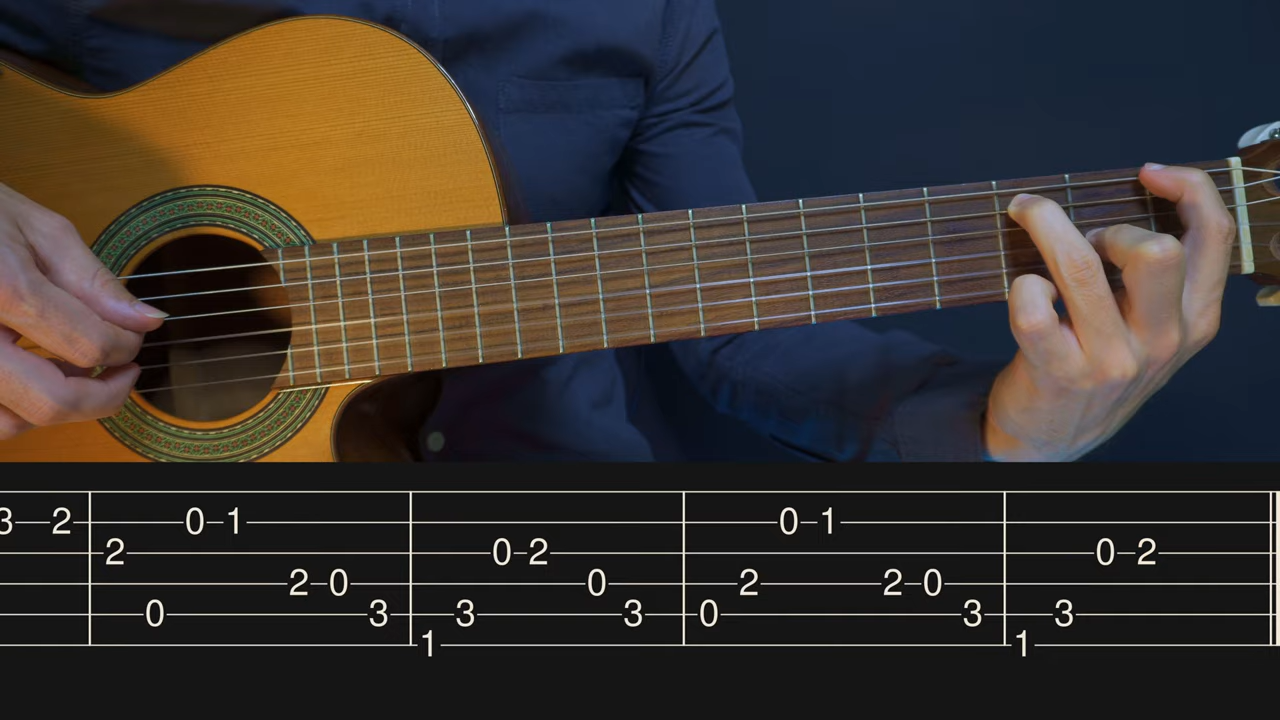 3 2 0 1 0 1
2 0 2 0 2
2 0 0 2 2 0
0 3 3 3 0 3 3
1 1